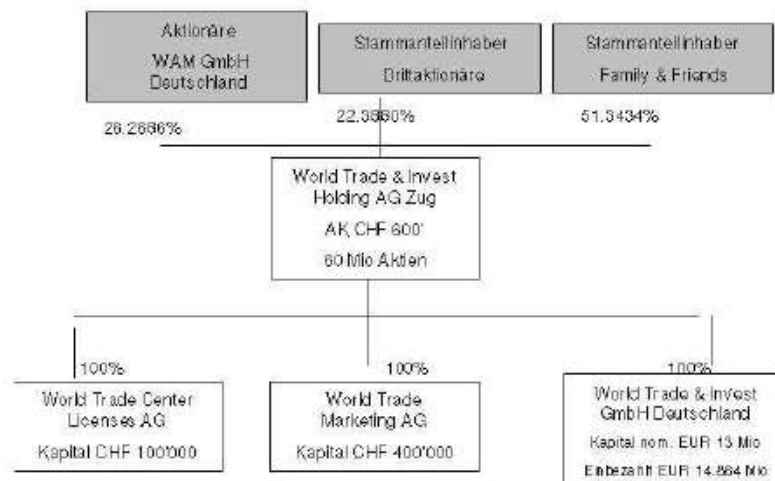 Aktionäre
WAM GmbH
Deutschland
Stammanteilinhaber
Drittaktionäre
Stammanteilinhaber
Family & Friends
26.2686%
22.3880%
51.3434%
World Trade & Invest
Holding AG Zug
AK, CHF 600'
60 Mio Aktien
100%
100%
100%
World Trade Center
Licenses AG
Kapital CHF 100'000
World Trade
Marketing AG
Kapital CHF 400'000
World Trade & Invest
GmbH Deutschland
Kapital nom. EUR 13 Mio
Einbezahlt EUR 14.864 Mio